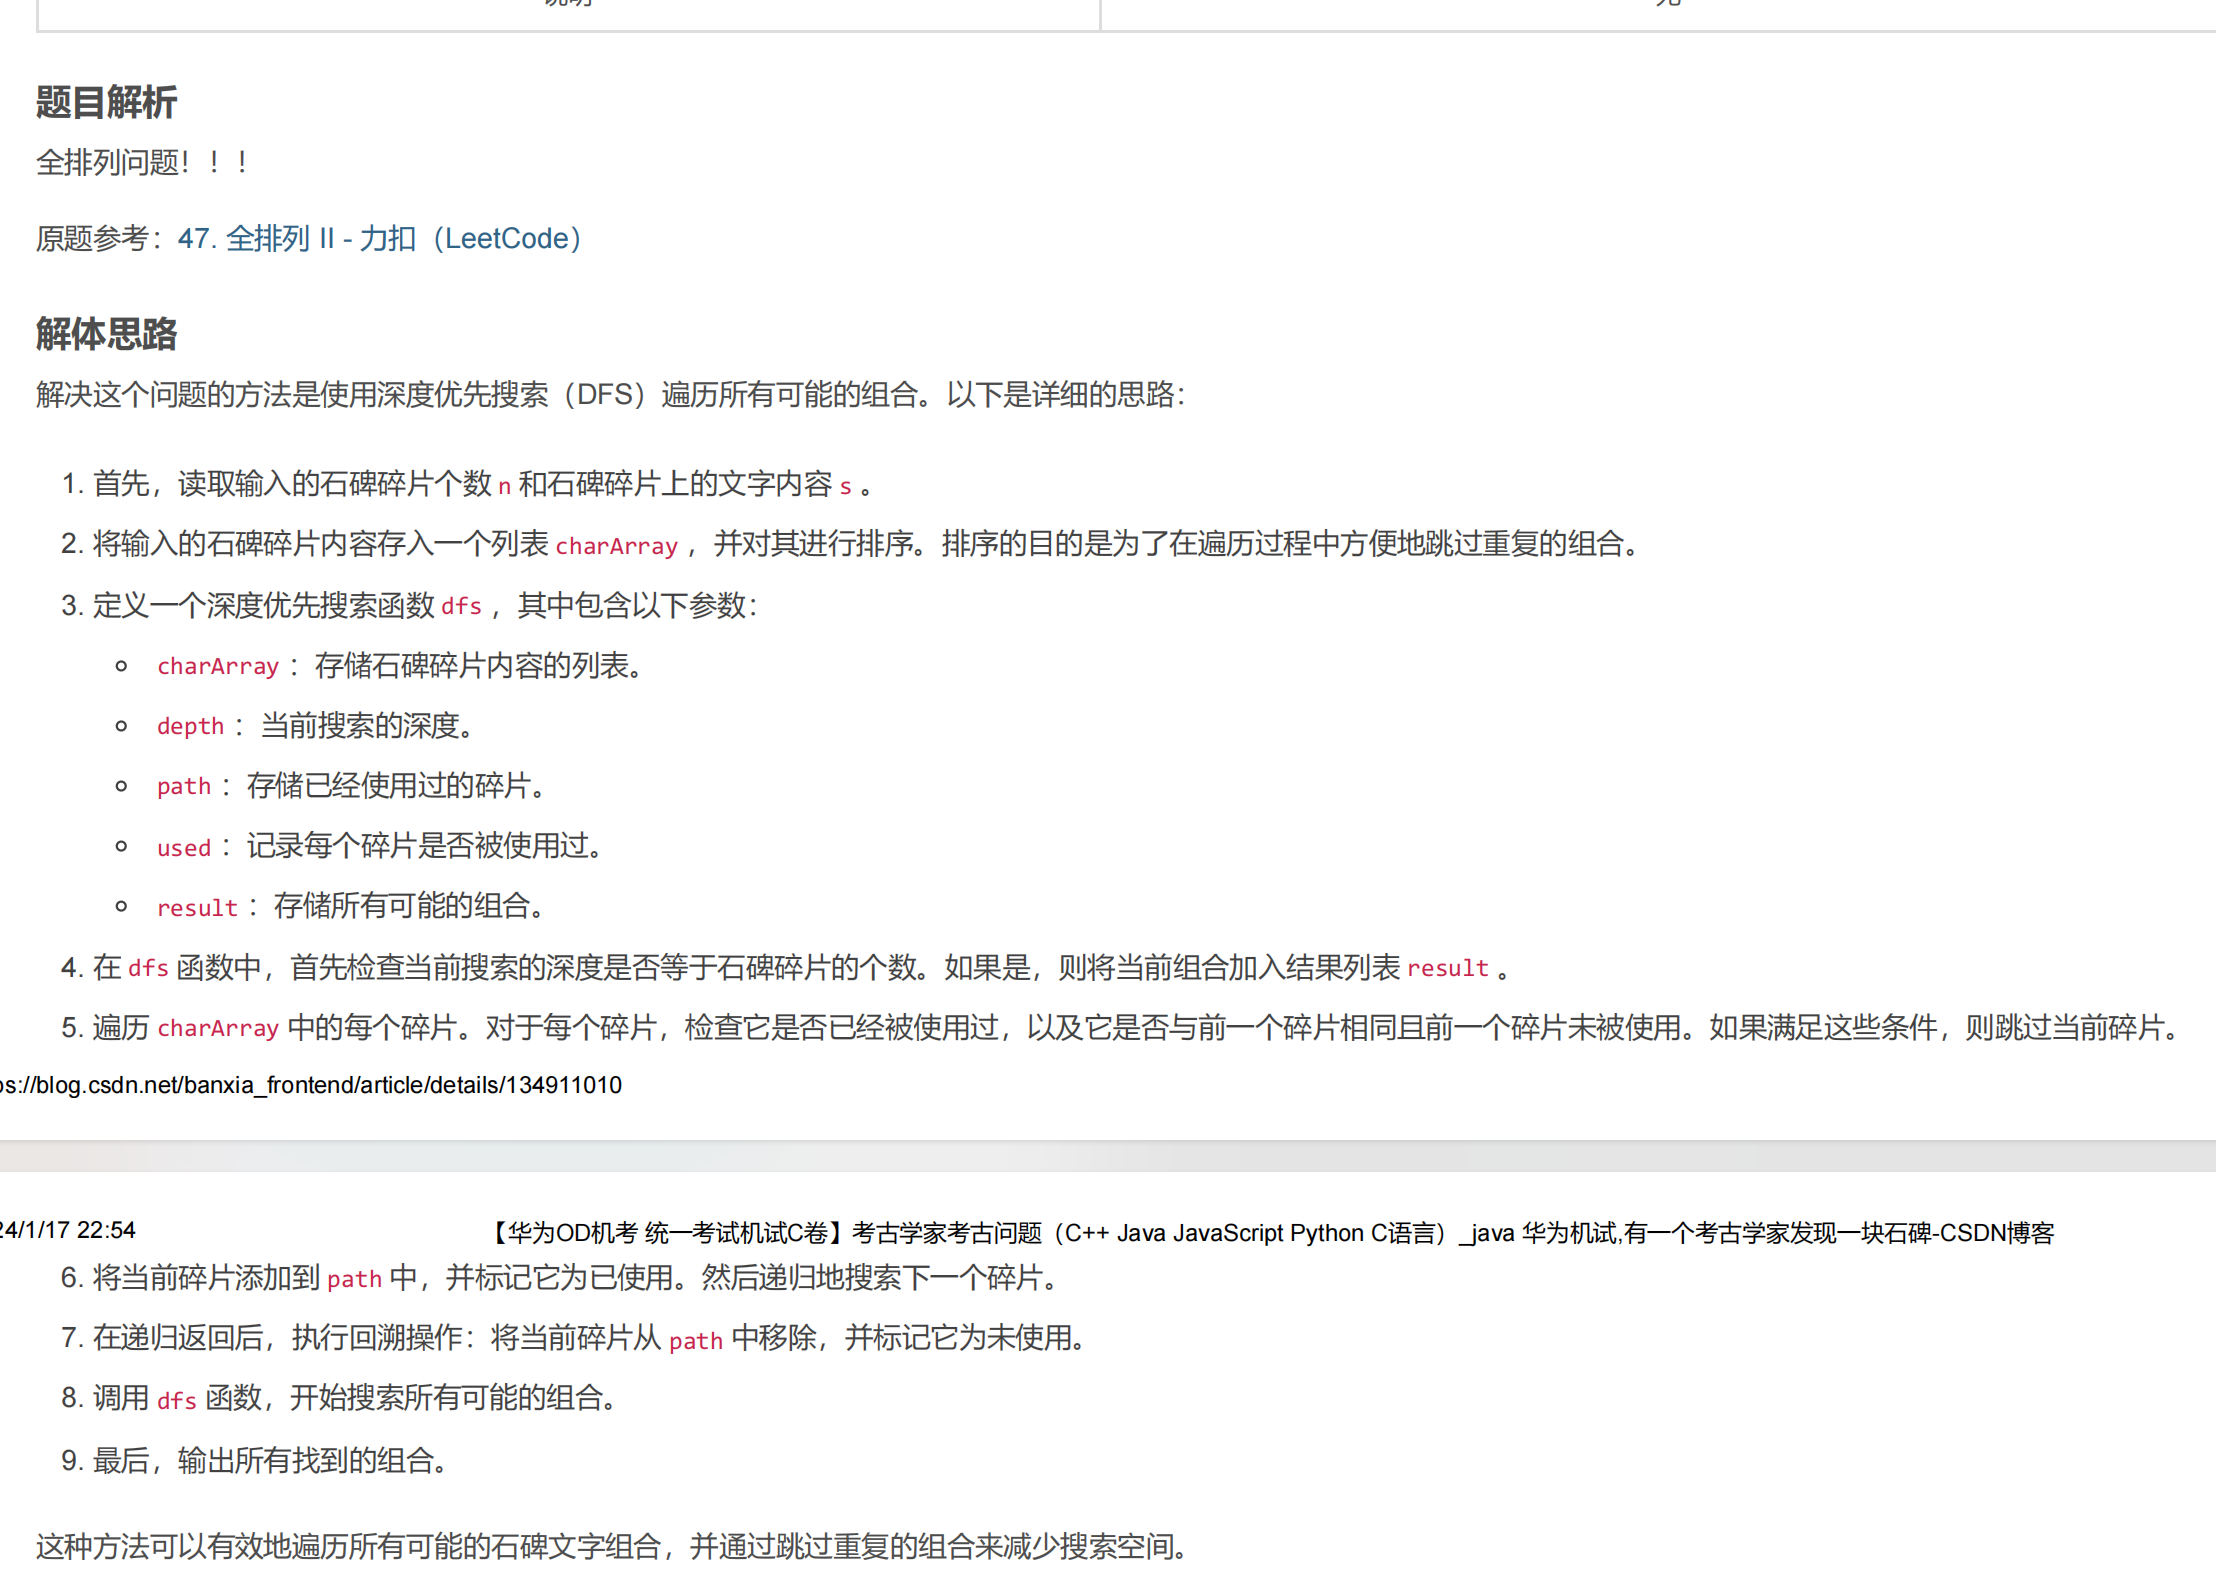 题目解析
全排列问题！！！
原题参考：47. 全排列 II - 力扣（LeetCode）
解体思路
解决这个问题的方法是使用深度优先搜索（DFS）遍历所有可能的组合。以下是详细的思路：
1. 首先，读取输入的石碑碎片个数 n 和石碑碎片上的文字内容 s 。
2. 将输入的石碑碎片内容存入一个列表 charArray ，并对其进行排序。排序的目的是为了在遍历过程中方便地跳过重复的组合。
3. 定义一个深度优先搜索函数 dfs ，其中包含以下参数：
charArray ：存储石碑碎片内容的列表。
depth ：当前搜索的深度。
path ：存储已经使用过的碎片。
used ：记录每个碎片是否被使用过。
result ：存储所有可能的组合。
4. 在 dfs 函数中，首先检查当前搜索的深度是否等于石碑碎片的个数。如果是，则将当前组合加入结果列表 result 。
5. 遍历 charArray 中的每个碎片。对于每个碎片，检查它是否已经被使用过，以及它是否与前一个碎片相同且前一个碎片未被使用。如果满足这些条件，则跳过当前碎片。
ps://blog.csdn.net/banxia_frontend/article/details/134911010
24/1/17 22:54 【华为OD机考 统一考试机试C卷】考古学家考古问题（C++ Java JavaScript Python C语言）_java 华为机试,有一个考古学家发现一块石碑-CSDN博客
6. 将当前碎片添加到 path 中，并标记它为已使用。然后递归地搜索下一个碎片。
7. 在递归返回后，执行回溯操作：将当前碎片从 path 中移除，并标记它为未使用。
8. 调用 dfs 函数，开始搜索所有可能的组合。
9. 最后，输出所有找到的组合。
这种方法可以有效地遍历所有可能的石碑文字组合，并通过跳过重复的组合来减少搜索空间。